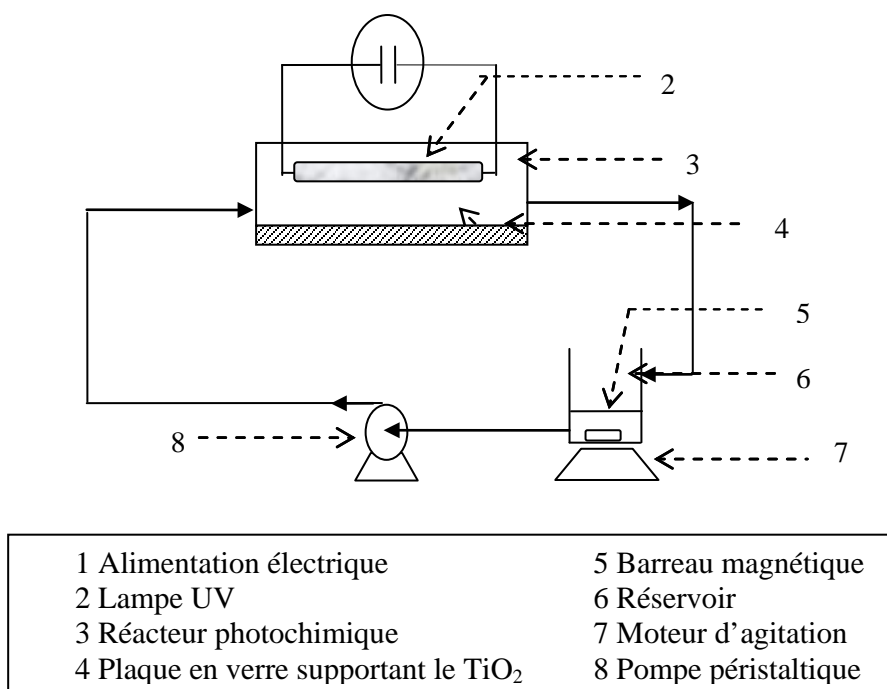 2
3
4
5
6
8
7
1 Alimentation électrique
2 Lampe UV
3 Réacteur photochimique
4 Plaque en verre supportant le TiO₂
5 Barreau magnétique
6 Réservoir
7 Moteur d’agitation
8 Pompe péristaltique